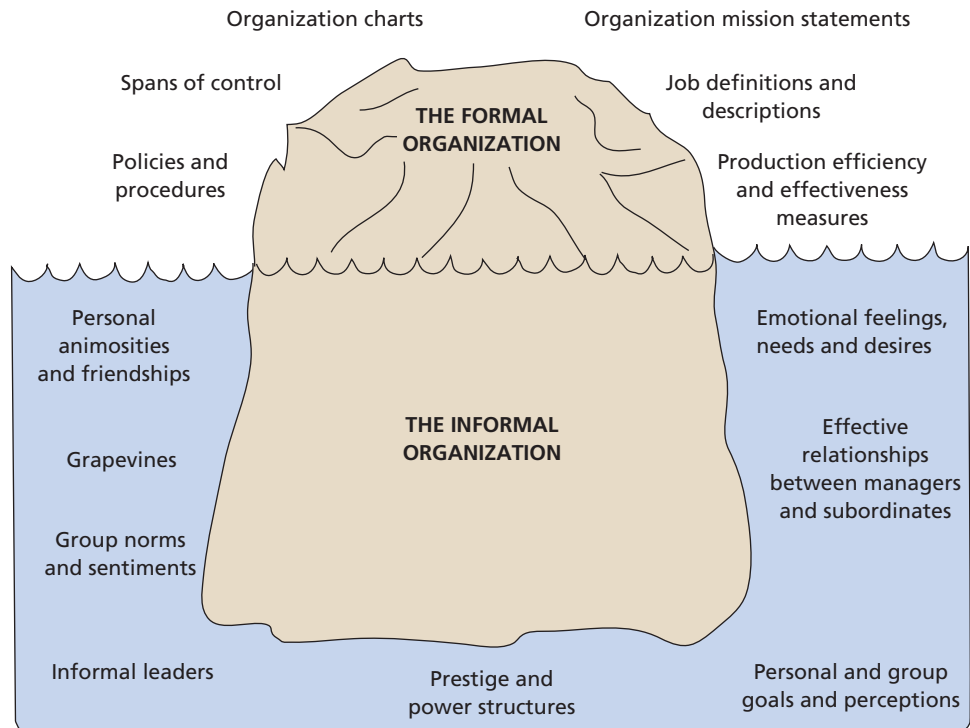 Organization charts
Organization mission statements
Spans of control
Job definitions and
descriptions
THE FORMAL
ORGANIZATION
Policies and
procedures
Production efficiency
and effectiveness
measures
Personal
animosities
and friendships
Emotional feelings,
needs and desires
THE INFORMAL
ORGANIZATION
Effective
relationships
between managers
and subordinates
Grapevines
Group norms
and sentiments
Informal leaders
Prestige and
power structures
Personal and group
goals and perceptions